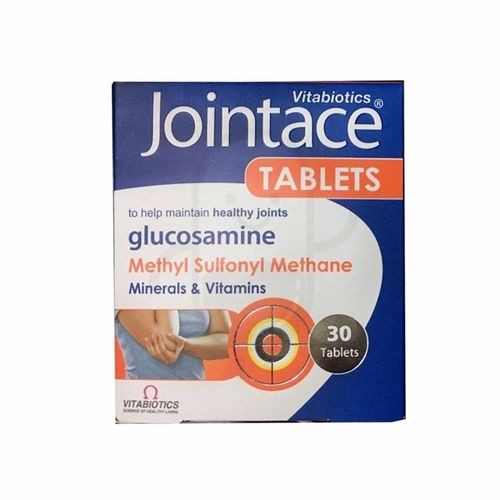 Vitabiotics
Jointace®
TABLETS
to help maintain healthy joints
glucosamine
Methyl Sulfonyl Methane
Minerals & Vitamins
30
Tablets
VITABIOTICS
SCIENCE OF HEALTHY LIVING